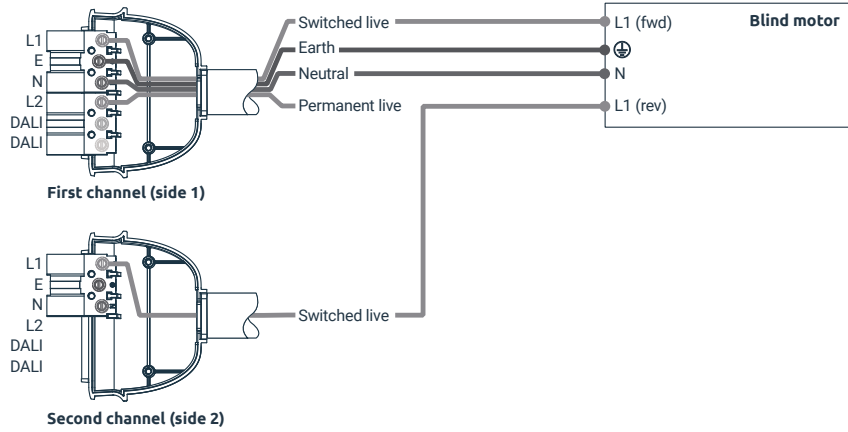 L1
E
N
L2
DALI
DALI
First channel (side 1)
Switched live
Earth
Neutral
Permanent live
L1 (fwd)
N
L1 (rev)
Blind motor
L1
E
N
L2
DALI
DALI
Second channel (side 2)
Switched live